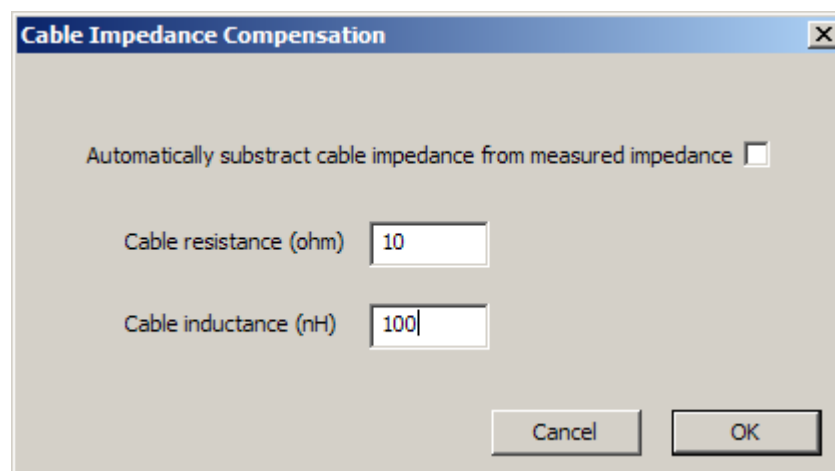 Cable Impedance Compensation
Automatically substract cable impedance from measured impedance
Cable resistance (ohm) 10
Cable inductance (nH) 100
Cancel OK